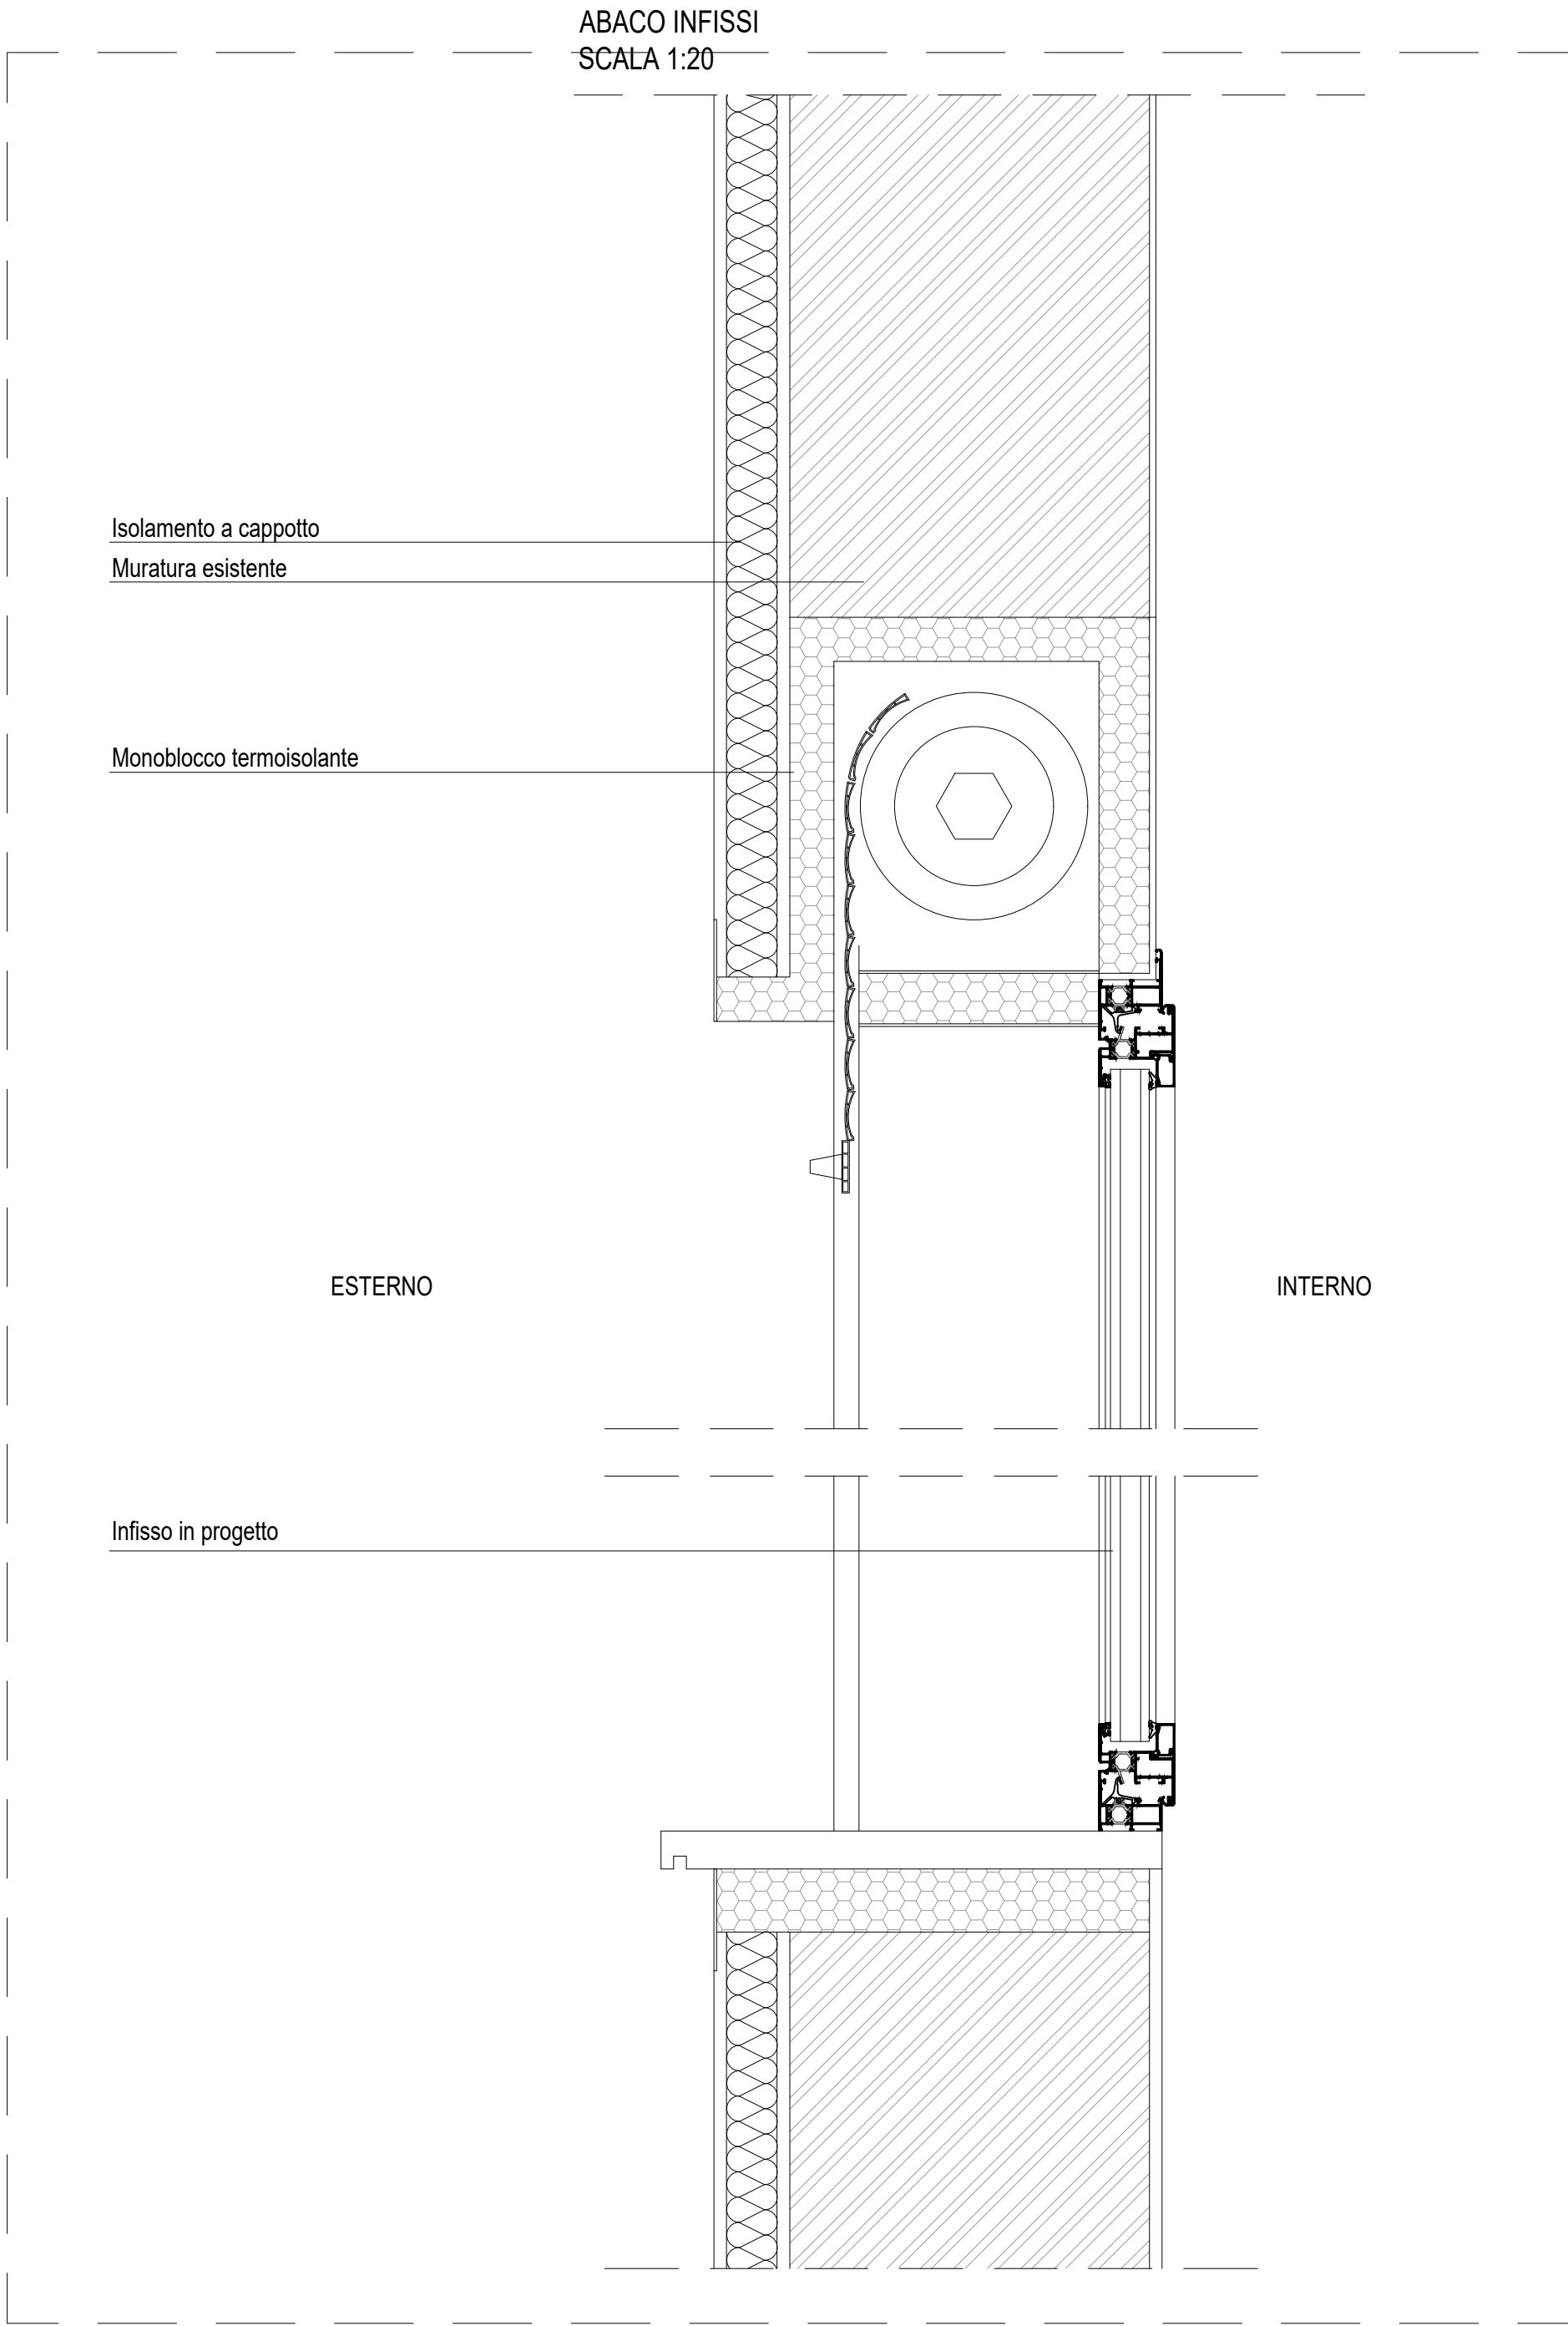 ABACO INFISSI
SCALA 1:20
Isolamento a cappotto
Muratura esistente
Monoblocco termoisolante
ESTERNO
INTERNO
Infisso in progetto